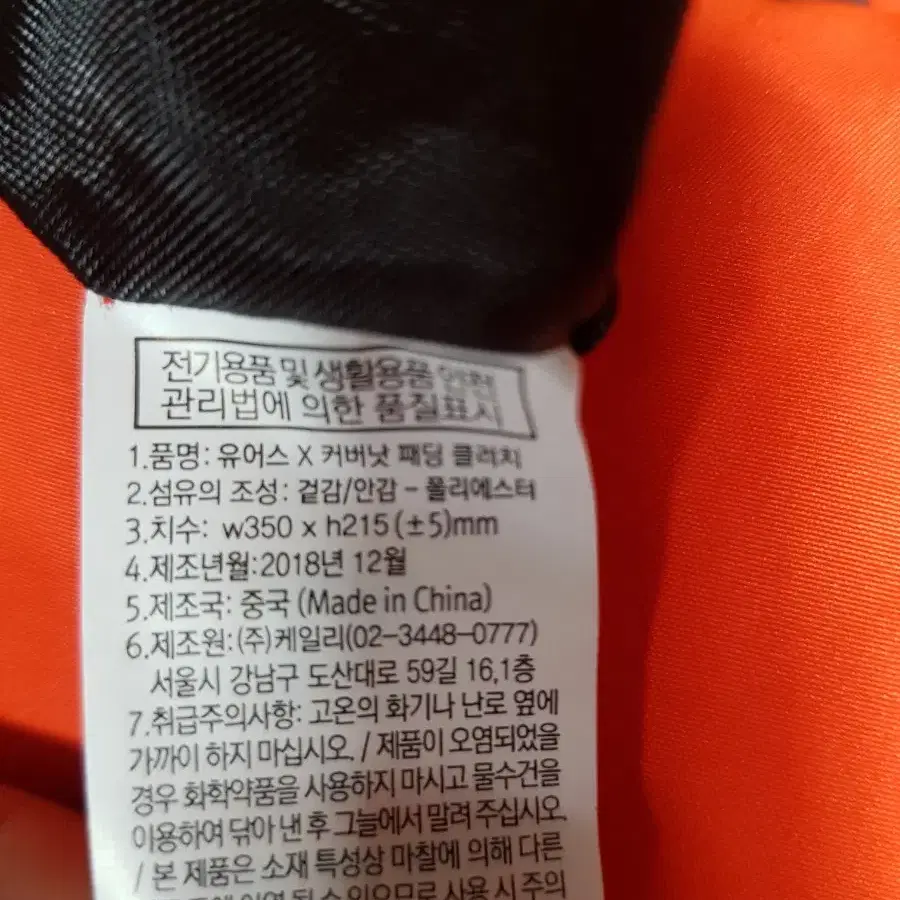 전기용품 및 생활용품 안전
관리법에 의한 품질표시
1.품명: 유어스 X 커버낫 패딩 클러치
2.섬유의 조성: 겉감/안감 - 폴리에스터
3.치수: w350 x h215(±5)mm
4.제조년월:2018년 12월
5.제조국: 중국 (Made in China)
6.제조원:(주)케일리(02-3448-0777)
서울시 강남구 도산대로 59길 16,1층
7.취급주의사항: 고온의 화기나 난로 옆에
가까이 하지 마십시오. / 제품이 오염되었을
경우 화학약품을 사용하지 마시고 물수건을
이용하여 닦아 낸 후 그늘에서 말려 주십시오.
/ 본 제품은 소재 특성상 마찰에 의해 다른
있으므로 사용 시 주의